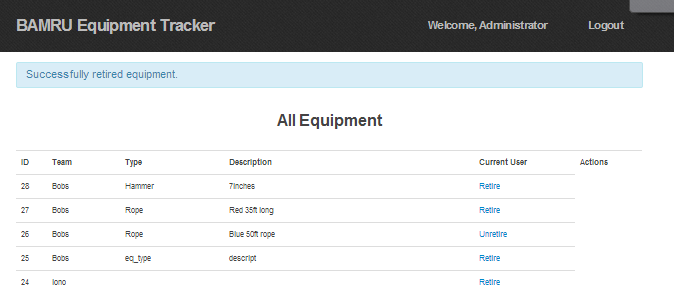 BAMRU Equipment Tracker Welcome, Administrator Logout
Successfully retired equipment.
All Equipment
ID Team Type Description Current User Actions
28 Bobs Hammer 7inches Retire
27 Bobs Rope Red 35ft long Retire
26 Bobs Rope Blue 50ft rope Unretire
25 Bobs eq_type descript Retire
24 lono Retire